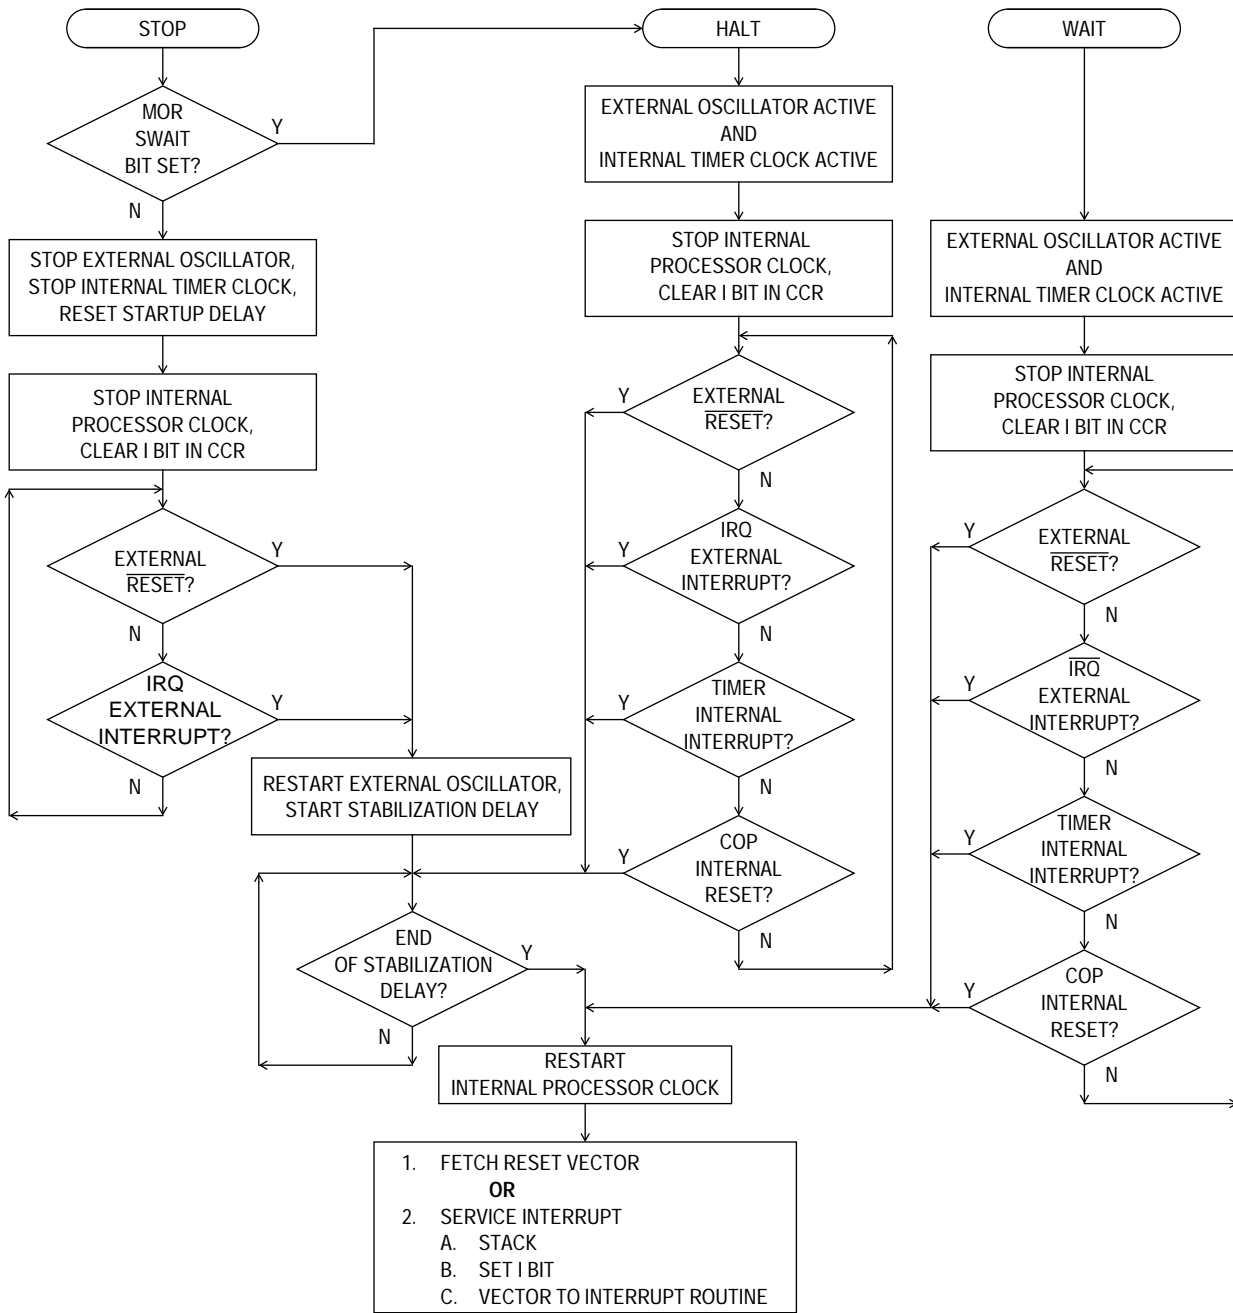 STOP
MOR
SWAIT
BIT SET?
Y
N
STOP EXTERNAL OSCILLATOR,
STOP INTERNAL TIMER CLOCK,
RESET STARTUP DELAY
STOP INTERNAL
PROCESSOR CLOCK,
CLEAR I BIT IN CCR
EXTERNAL
RESET?
Y
N
IRQ
EXTERNAL
INTERRUPT?
Y
N
RESTART EXTERNAL OSCILLATOR,
START STABILIZATION DELAY
END
OF STABILIZATION
DELAY?
Y
N
HALT
EXTERNAL OSCILLATOR ACTIVE
AND
INTERNAL TIMER CLOCK ACTIVE
STOP INTERNAL
PROCESSOR CLOCK,
CLEAR I BIT IN CCR
EXTERNAL
RESET?
Y
N
IRQ
EXTERNAL
INTERRUPT?
Y
N
TIMER
INTERNAL
INTERRUPT?
Y
N
COP
INTERNAL
RESET?
Y
N
WAIT
EXTERNAL OSCILLATOR ACTIVE
AND
INTERNAL TIMER CLOCK ACTIVE
STOP INTERNAL
PROCESSOR CLOCK,
CLEAR I BIT IN CCR
EXTERNAL
RESET?
Y
N
IRQ
EXTERNAL
INTERRUPT?
Y
N
TIMER
INTERNAL
INTERRUPT?
Y
N
COP
INTERNAL
RESET?
Y
N
RESTART
INTERNAL PROCESSOR CLOCK
1. FETCH RESET VECTOR
OR
2. SERVICE INTERRUPT
A. STACK
B. SET I BIT
C. VECTOR TO INTERRUPT ROUTINE